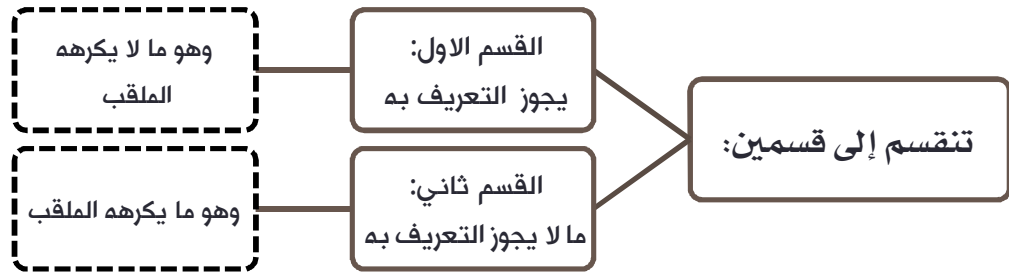 تنقسم إلى قسمين:
القسم الاول:
يجوز التعريف به
وهو ما لا يكرهه
الملقب
القسم ثاني:
ما لا يجوز التعريف به
وهو ما يكرهه الملقب